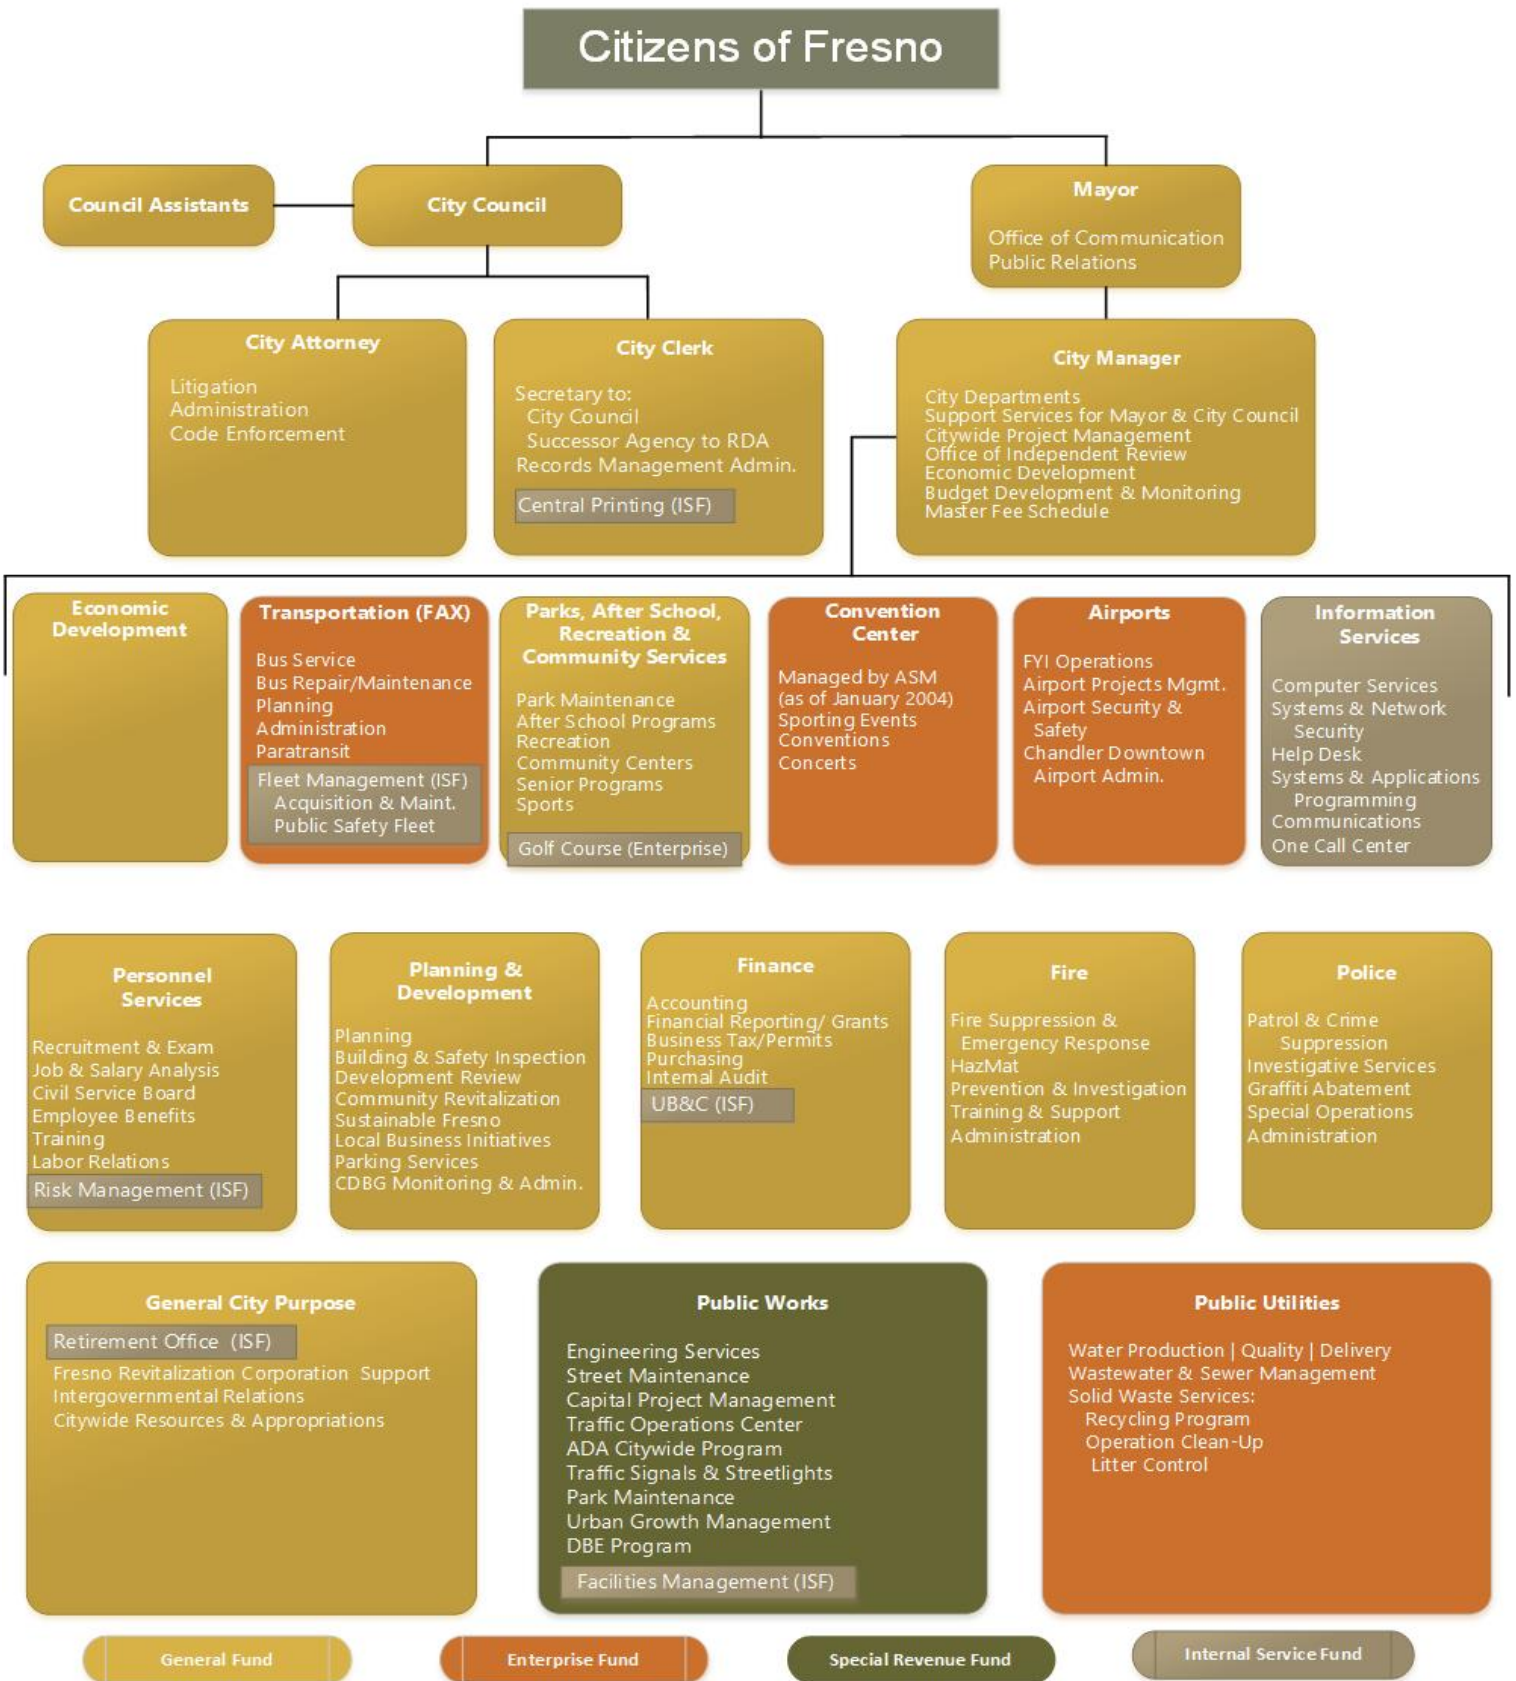 Citizens of Fresno
Council Assistants
City Council
Mayor
Office of Communication
Public Relations
City Attorney
Litigation
Administration
Code Enforcement
City Clerk
Secretary to:
City Council
Successor Agency to RDA
Records Management Admin.
Central Printing (ISF)
City Manager
City Departments
Support Services for Mayor & City Council
Citywide Project Management
Office of Independent Review
Economic Development
Budget Development & Monitoring
Master Fee Schedule
Economic
Development
Transportation (FAX)
Bus Service
Bus Repair/Maintenance
Planning
Administration
Paratransit
Fleet Management (ISF)
Acquisition & Maint.
Public Safety Fleet
Parks, After School,
Recreation &
Community Services
Park Maintenance
After School Programs
Recreation
Community Centers
Senior Programs
Sports
Golf Course (Enterprise)
Convention
Center
Managed by ASM
(as of January 2004)
Sporting Events
Conventions
Concerts
Airports
FYI Operations
Airport Projects Mgmt.
Airport Security &
Safety
Chandler Downtown
Airport Admin.
Information
Services
Computer Services
Systems & Network
Security
Help Desk
Systems & Applications
Programming
Communications
One Call Center
Personnel
Services
Recruitment & Exam
Job & Salary Analysis
Civil Service Board
Employee Benefits
Training
Labor Relations
Risk Management (ISF)
Planning &
Development
Planning
Building & Safety Inspection
Development Review
Community Revitalization
Sustainable Fresno
Local Business Initiatives
Parking Services
CDBG Monitoring & Admin.
Finance
Accounting
Financial Reporting/ Grants
Business Tax/Permits
Purchasing
Internal Audit
UB&C (ISF)
Fire
Fire Suppression &
Emergency Response
HazMat
Prevention & Investigation
Training & Support
Administration
Police
Patrol & Crime
Suppression
Investigative Services
Graffiti Abatement
Special Operations
Administration
General City Purpose
Retirement Office (ISF)
Fresno Revitalization Corporation Support
Intergovernmental Relations
Citywide Resources & Appropriations
Public Works
Engineering Services
Street Maintenance
Capital Project Management
Traffic Operations Center
ADA Citywide Program
Traffic Signals & Streetlights
Park Maintenance
Urban Growth Management
DBE Program
Facilities Management (ISF)
Public Utilities
Water Production | Quality | Delivery
Wastewater & Sewer Management
Solid Waste Services:
Recycling Program
Operation Clean-Up
Litter Control
General Fund
Enterprise Fund
Special Revenue Fund
Internal Service Fund